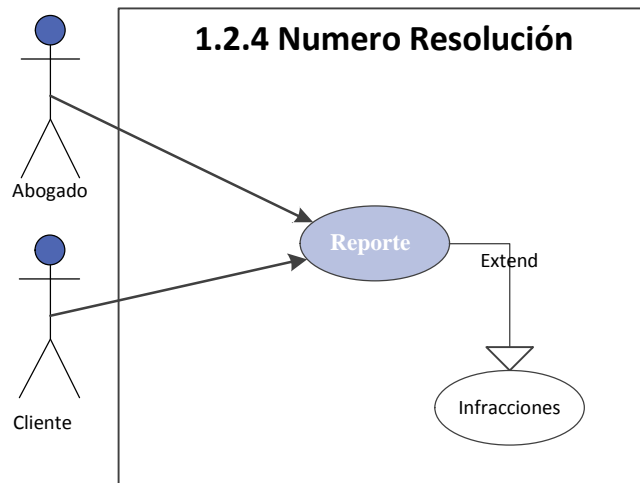 1.2.4 Numero Resolución
Abogado
Reporte
Extend
Infracciones
Cliente